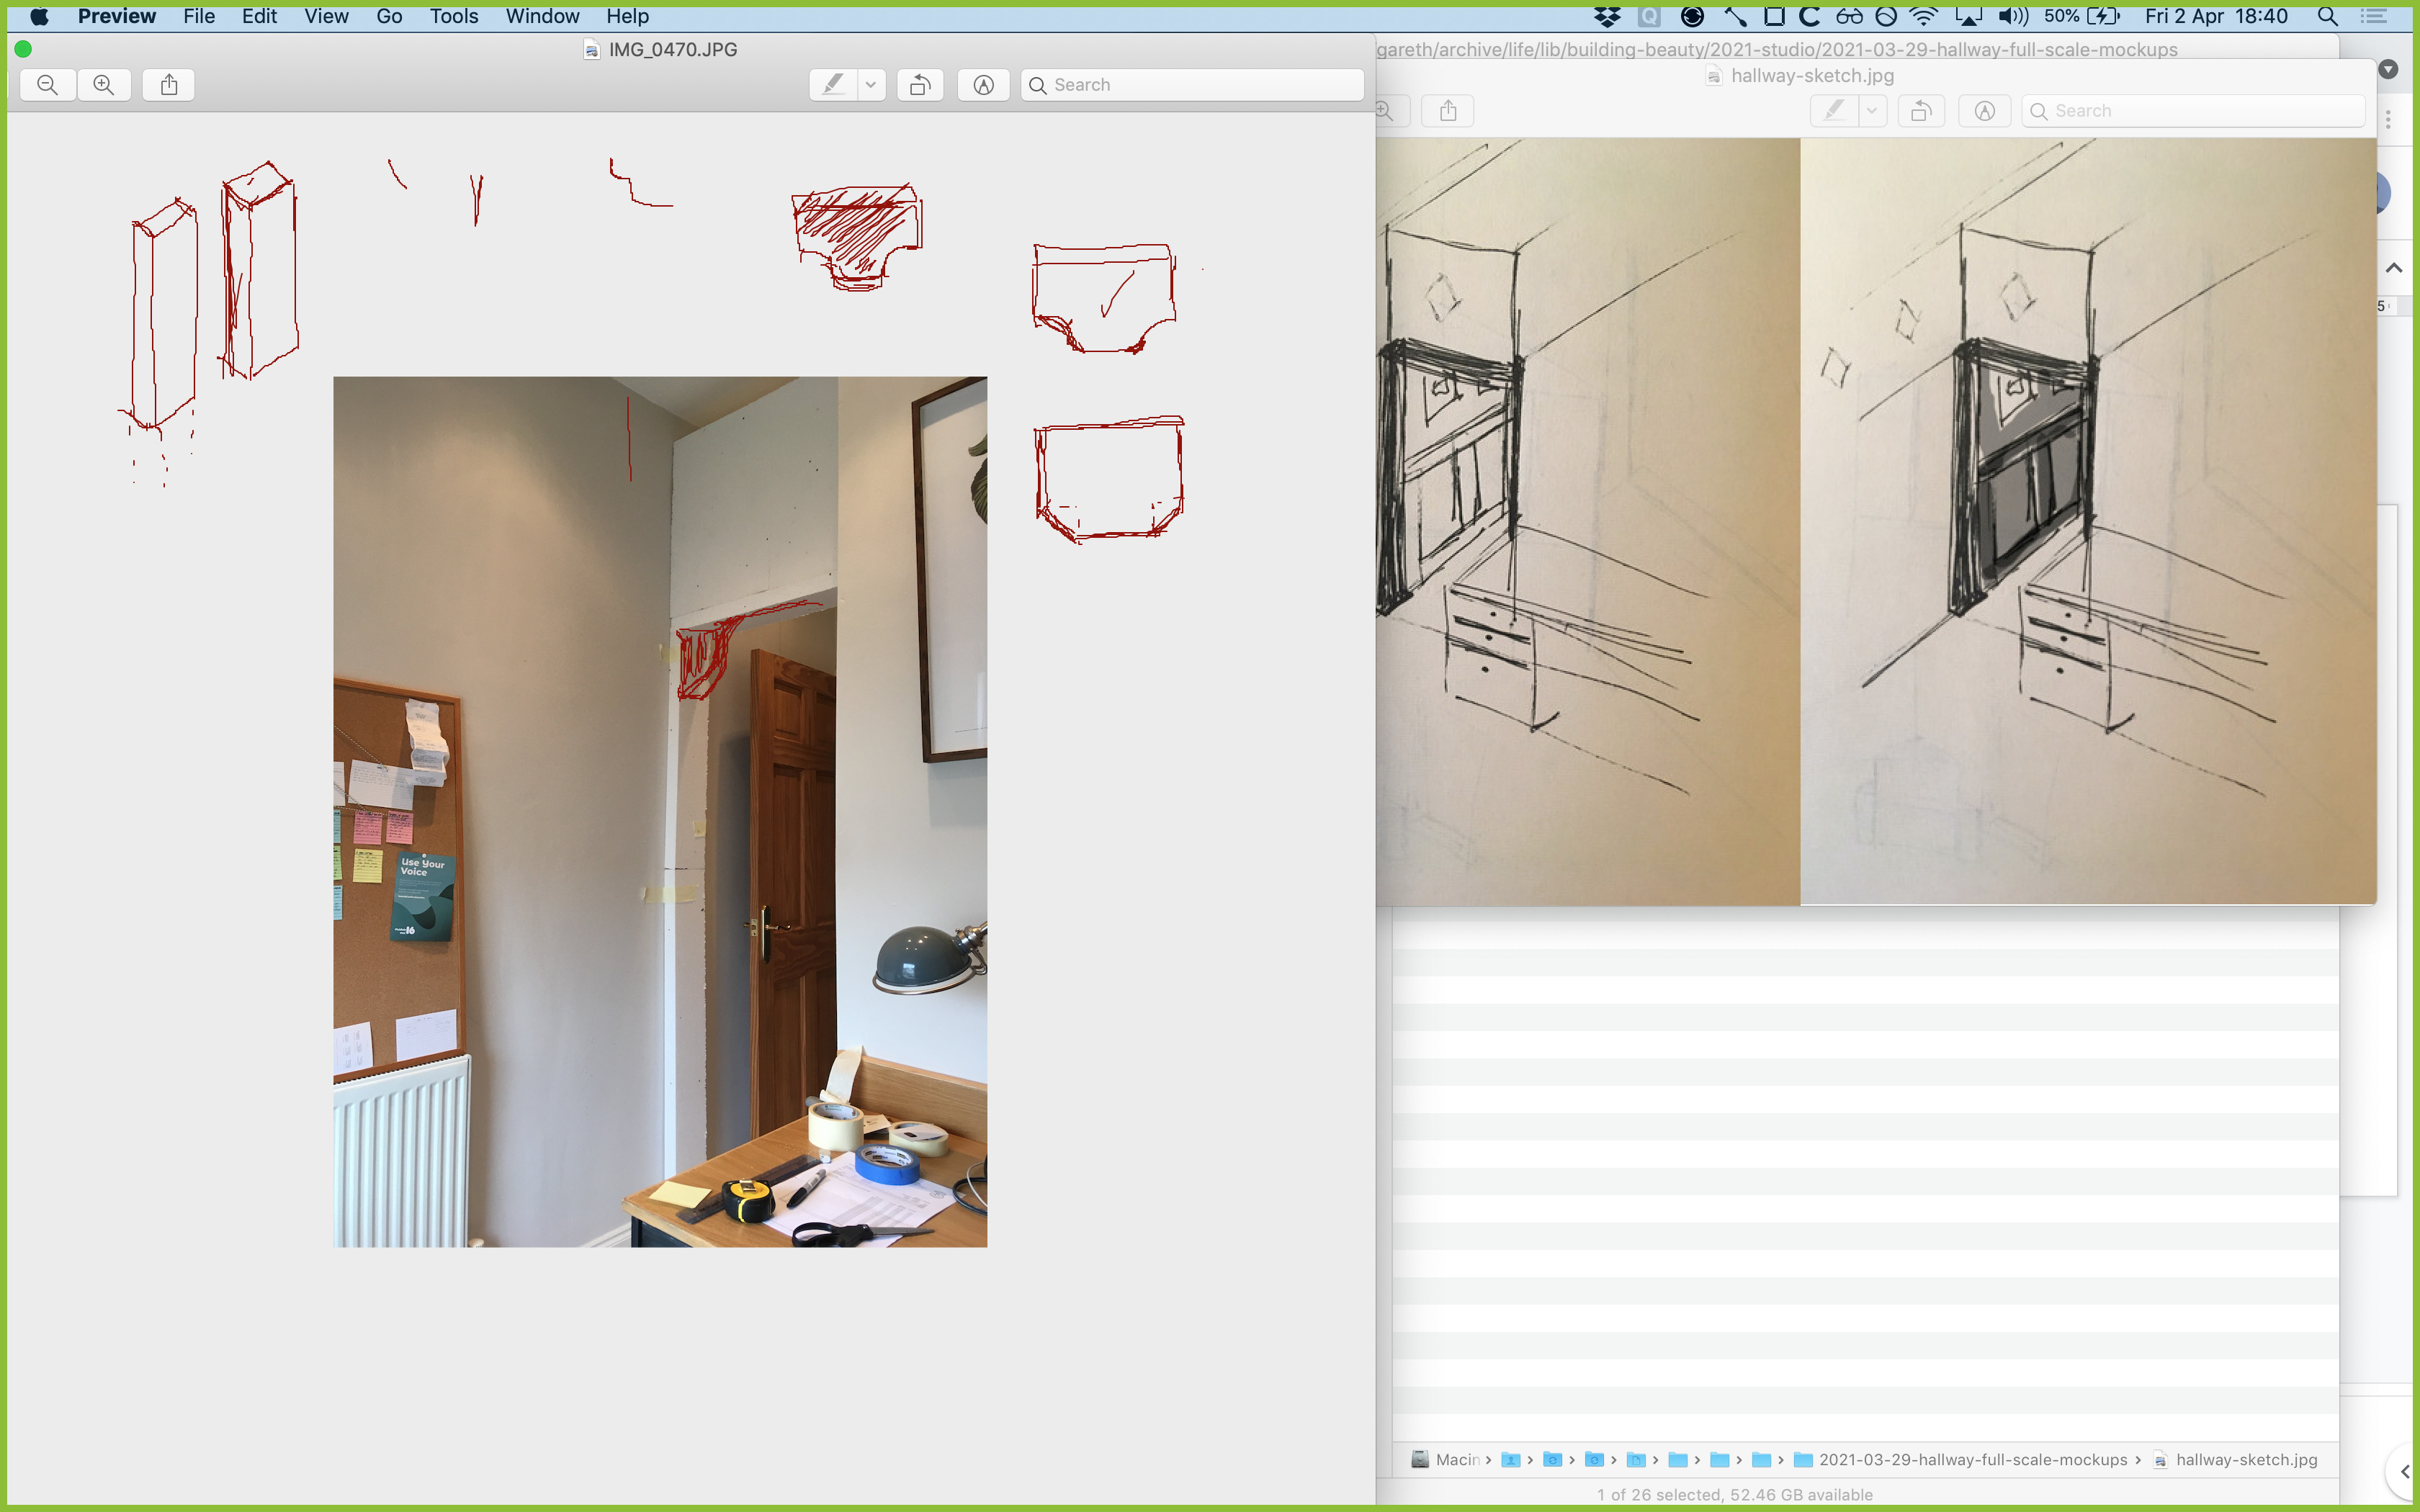 Preview File Edit View Go Tools Window Help
50% Fri 2 Apr 18:40
IMG_0470.JPG
Search
gareth/archive/life/lib/building-beauty/2021-studio/2021-03-29-hallway-full-scale-mockups
hallway-sketch.jpg
Search
5
Use Your
Voice
16
Macin › › › › › › › › 2021-03-29-hallway-full-scale-mockups › hallway-sketch.jpg
1 of 26 selected, 52.46 GB available